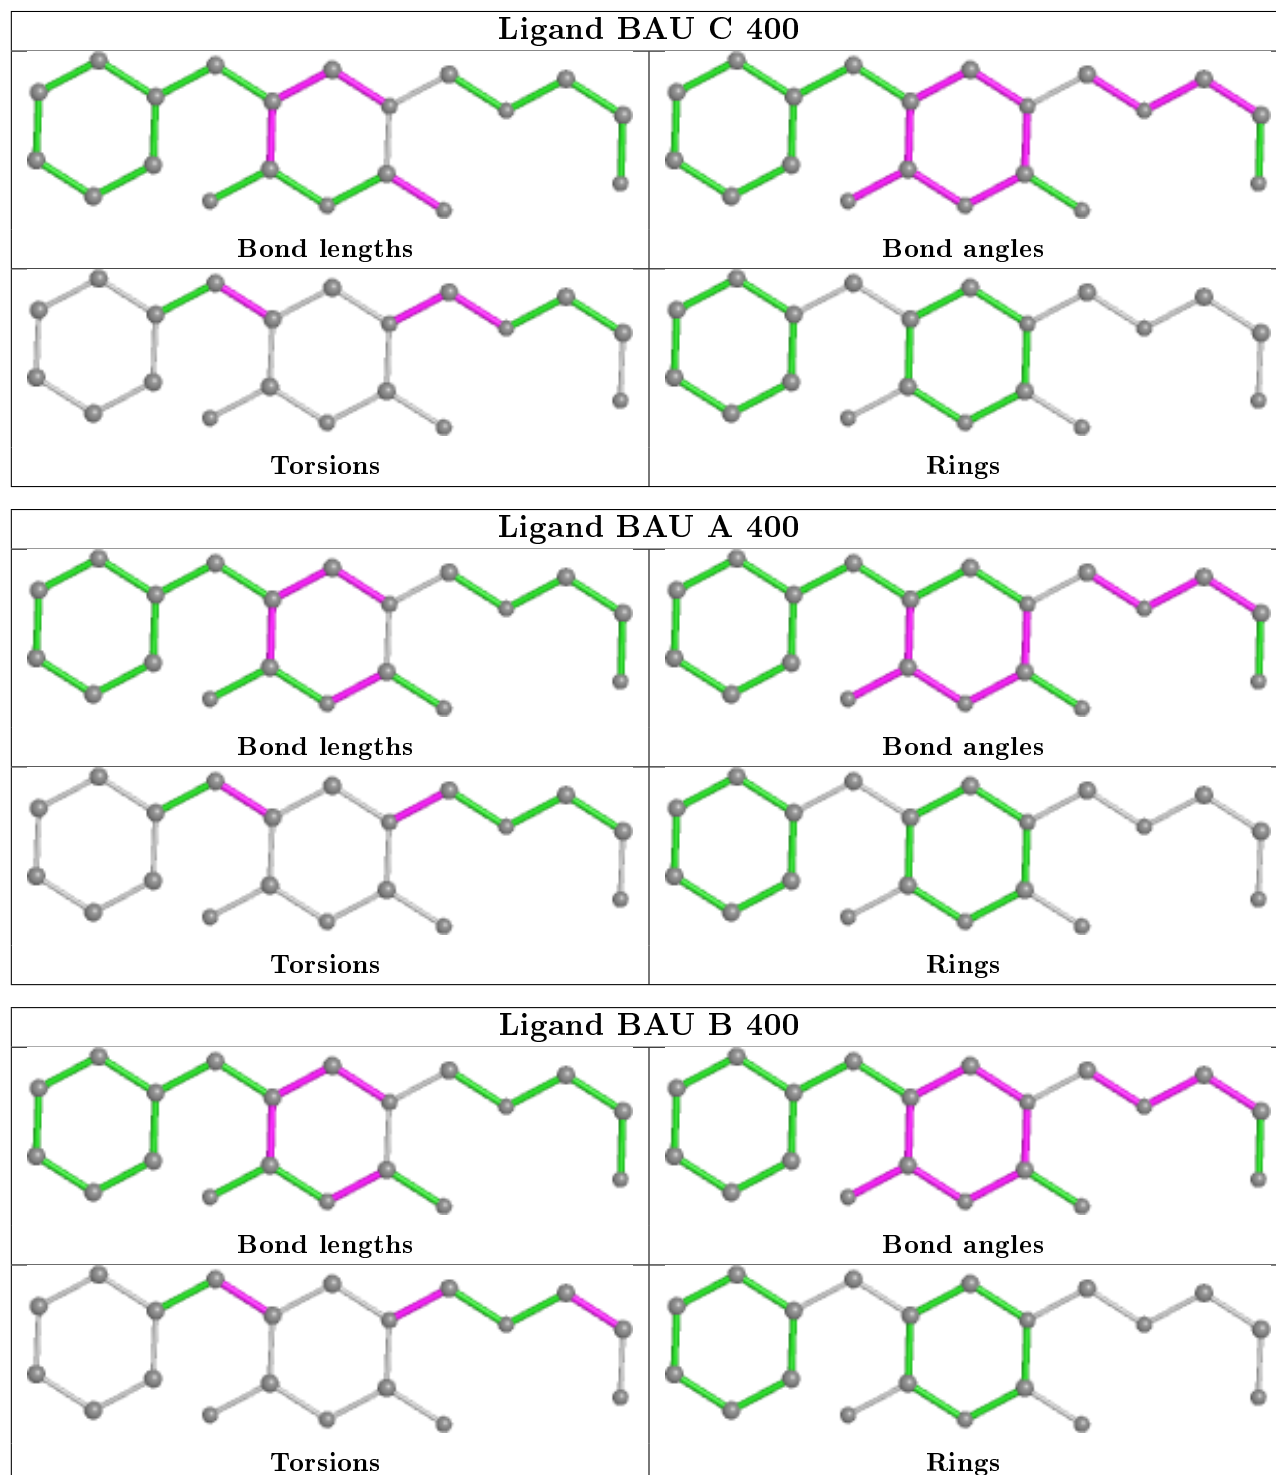 Ligand BAU C 400
Bond lengths
Bond angles
Torsions
Rings
Ligand BAU A 400
Bond lengths
Bond angles
Torsions
Rings
Ligand BAU B 400
Bond lengths
Bond angles
Torsions
Rings